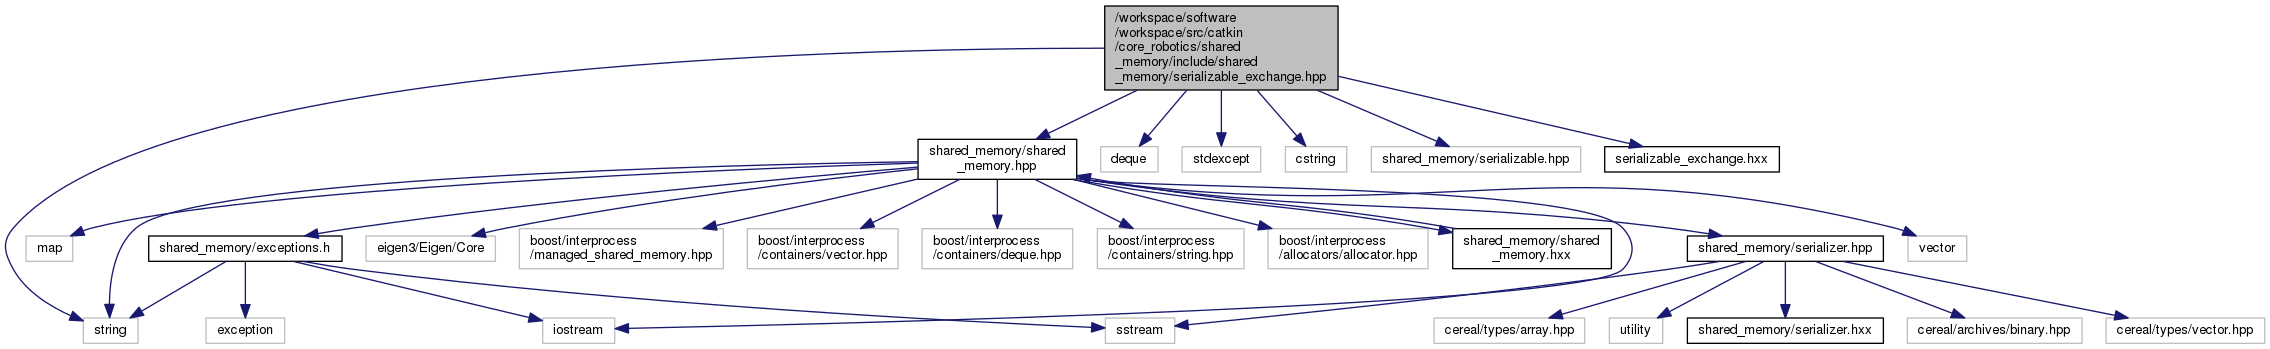 /workspace/software
/workspace/src/catkin
/core_robotics/shared
_memory/include/shared
_memory/serializable_exchange.hpp
shared_memory/shared
_memory.hpp
deque
stdexcept
cstring
shared_memory/serializable.hpp
serializable_exchange.hxx
map
shared_memory/exceptions.h
eigen3/Eigen/Core
boost/interprocess
/managed_shared_memory.hpp
boost/interprocess
/containers/vector.hpp
boost/interprocess
/containers/deque.hpp
boost/interprocess
/containers/string.hpp
boost/interprocess
/allocators/allocator.hpp
shared_memory/shared
_memory.hxx
shared_memory/serializer.hpp
vector
string
exception
iostream
sstream
cereal/types/array.hpp
utility
shared_memory/serializer.hxx
cereal/archives/binary.hpp
cereal/types/vector.hpp